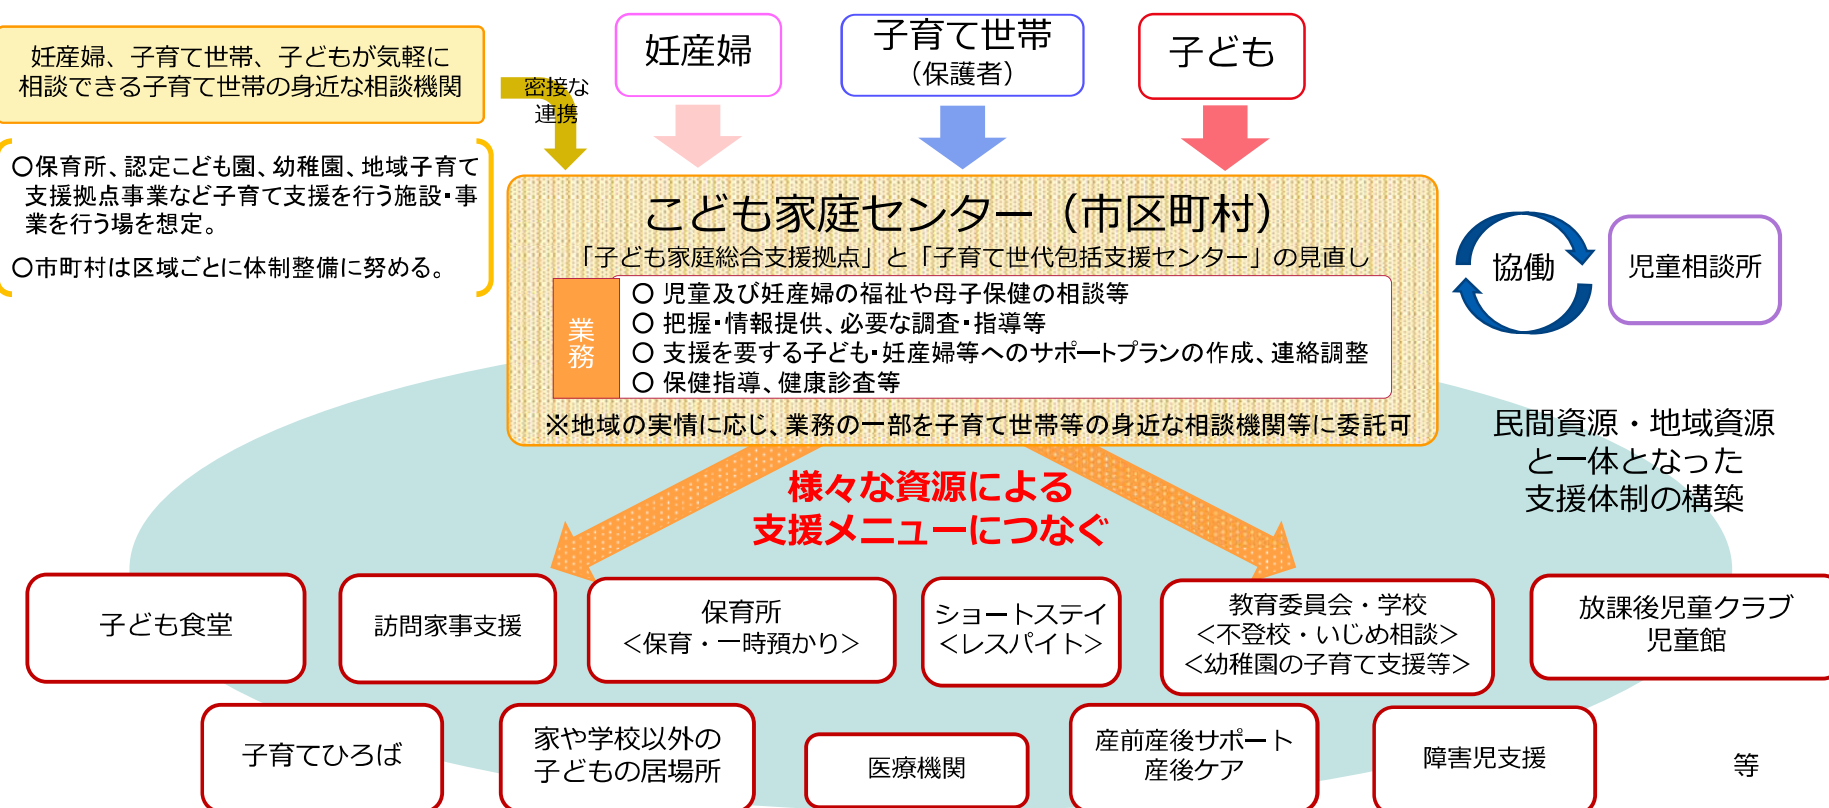 妊産婦、子育て世帯、子どもが気軽に
相談できる子育て世帯の身近な相談機関
〇保育所、認定こども園、幼稚園、地域子育て
支援拠点事業など子育て支援を行う施設・事
業を行う場を想定。
〇市町村は区域ごとに体制整備に努める。
密接な
連携
妊産婦
子育て世帯
（保護者）
子ども
こども家庭センター（市区町村）
「子ども家庭総合支援拠点」と「子育て世代包括支援センター」の見直し
業務
〇 児童及び妊産婦の福祉や母子保健の相談等
〇 把握・情報提供、必要な調査・指導等
〇 支援を要する子ども・妊産婦等へのサポートプランの作成、連絡調整
〇 保健指導、健康診査等
※地域の実情に応じ、業務の一部を子育て世帯等の身近な相談機関等に委託可
協働
児童相談所
民間資源・地域資源
と一体となった
支援体制の構築
様々な資源による
支援メニューにつなぐ
子ども食堂
訪問家事支援
保育所
＜保育・一時預かり＞
ショートステイ
＜レスパイト＞
教育委員会・学校
＜不登校・いじめ相談＞
＜幼稚園の子育て支援等＞
放課後児童クラブ
児童館
子育てひろば
家や学校以外の
子どもの居場所
医療機関
産前産後サポート
産後ケア
障害児支援
等